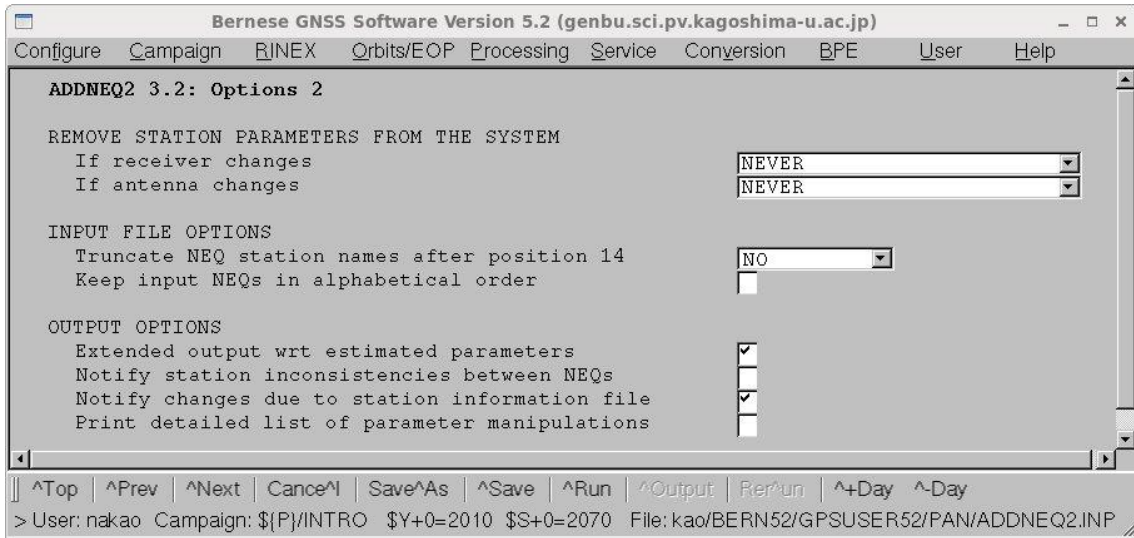 Bernese GNSS Software Version 5.2 (genbu.sci.pv.kagoshima-u.ac.jp)
Configure Campaign RINEX Orbits/EOP Processing Service Conversion BPE User Help
ADDNEQ2 3.2: Options 2
REMOVE STATION PARAMETERS FROM THE SYSTEM
If receiver changes NEVER
If antenna changes NEVER
INPUT FILE OPTIONS
Truncate NEQ station names after position 14 NO
Keep input NEQs in alphabetical order
OUTPUT OPTIONS
Extended output wrt estimated parameters
Notify station inconsistencies between NEQs
Notify changes due to station information file
Print detailed list of parameter manipulations
^Top | ^Prev | ^Next | Cance^l | Save^As | ^Save | ^Run | ^Output | Rer^un | ^+Day ^-Day
> User: nakao Campaign: ${P}/INTRO $Y+0=2010 $S+0=2070 File: kao/BERN52/GPSUSER52/PAN/ADDNEQ2.INP